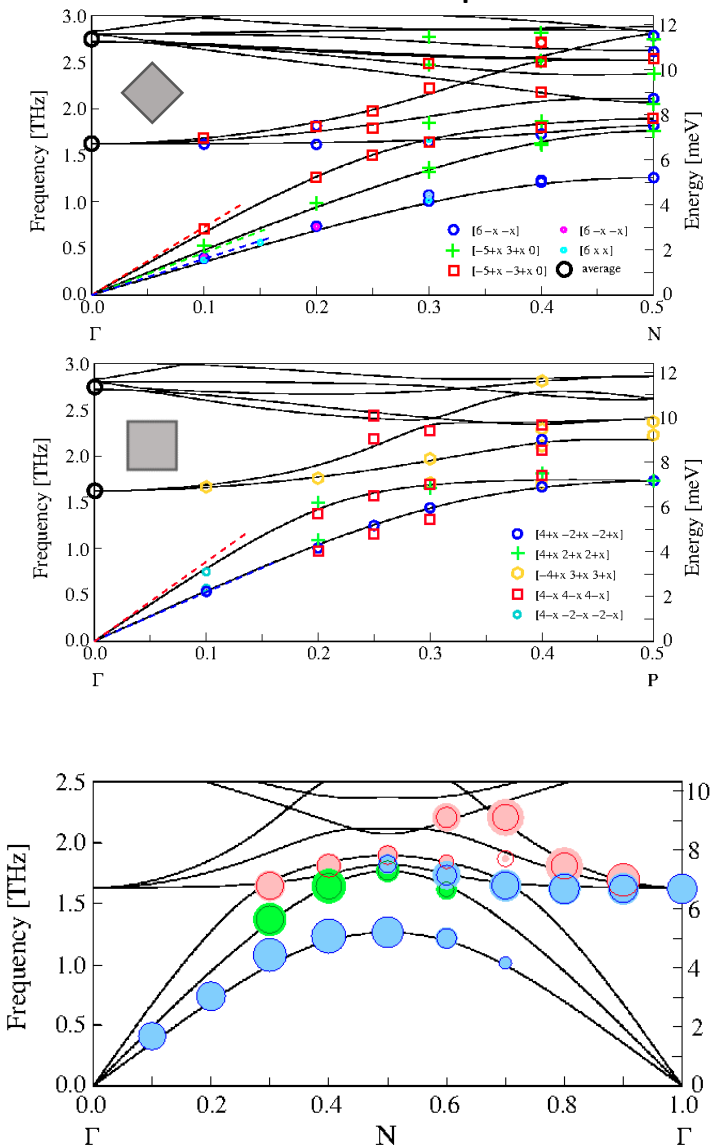 3.0
2.5
2.0
1.5
1.0
0.5
0.0
Frequency [THz]
12
10
8
6
4
2
0
Energy [meV]
[6 −x −x]
[−5+x 3+x 0]
[−5+x −3+x 0]
[6 −x −x]
[6 x x]
average
0.0 0.1 0.2 0.3 0.4 0.5
Γ N
3.0
2.5
2.0
1.5
1.0
0.5
0.0
Frequency [THz]
12
10
8
6
4
2
0
Energy [meV]
[4+x −2+x −2+x]
[4+x 2+x 2+x]
[−4+x 3+x 3+x]
[4−x 4−x 4−x]
[4−x −2−x −2−x]
0.0 0.1 0.2 0.3 0.4 0.5
Γ P
2.5
2.0
1.5
1.0
0.5
0.0
Frequency [THz]
10
8
6
4
2
0
0.0 0.2 0.4 0.6 0.8 1.0
Γ N Γ